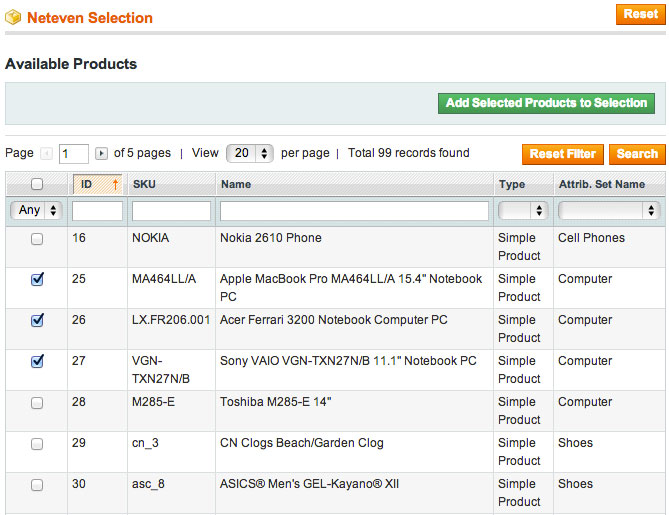 Neteven Selection
Reset
Available Products
Add Selected Products to Selection
Page 1 of 5 pages | View 20 per page | Total 99 records found
Reset Filter Search
ID ↑ SKU Name Type Attrib. Set Name
Any
16 NOKIA Nokia 2610 Phone Simple Cell Phones
Product
25 MA464LL/A Apple MacBook Pro MA464LL/A 15.4" Notebook Simple Computer
PC Product
26 LX.FR206.001 Acer Ferrari 3200 Notebook Computer PC Simple Computer
Product
27 VGN- Sony VAIO VGN-TXN27N/B 11.1" Notebook PC Simple Computer
TXN27N/B Product
28 M285-E Toshiba M285-E 14" Simple Computer
Product
29 cn_3 CN Clogs Beach/Garden Clog Simple Shoes
Product
30 asc_8 ASICS® Men's GEL-Kayano® XII Simple Shoes
Product